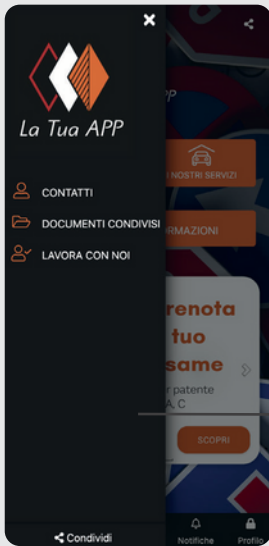 La Tua APP
CONTATTI
DOCUMENTI CONDIVISI
LAVORA CON NOI
Condividi
I NOSTRI SERVIZI
RMAZIONI
renota
tuo
same
patente
A, C
SCOPRI
Notifiche
Profilo